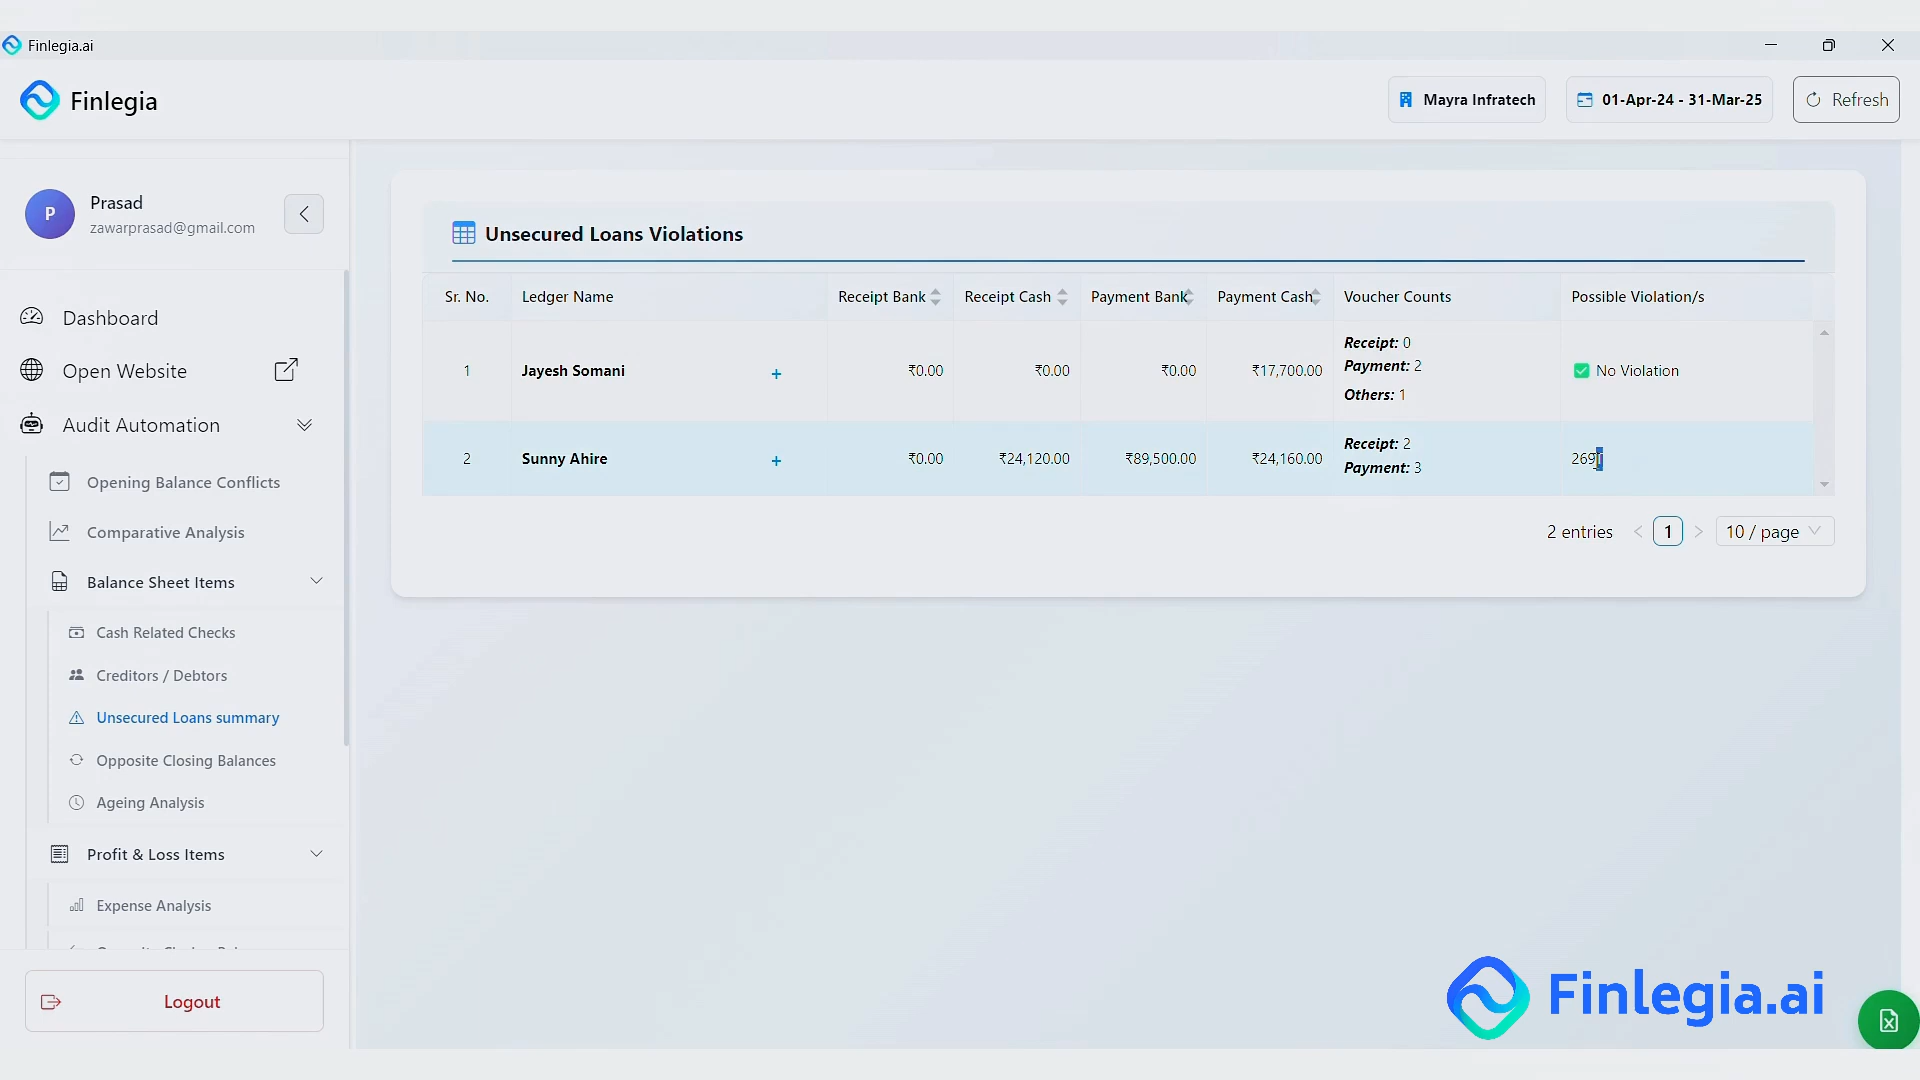 Finlegia.ai
Finlegia
Mayra Infratech
01-Apr-24 - 31-Mar-25
Refresh
P
Prasad
zawarprasad@gmail.com
Dashboard
Open Website
Audit Automation
Opening Balance Conflicts
Comparative Analysis
Balance Sheet Items
Cash Related Checks
Creditors / Debtors
Unsecured Loans summary
Opposite Closing Balances
Ageing Analysis
Profit & Loss Items
Expense Analysis
Logout
Unsecured Loans Violations
Sr. No. Ledger Name Receipt Bank Receipt Cash Payment Bank Payment Cash Voucher Counts Possible Violation/s
1 Jayesh Somani + ₹0.00 ₹0.00 ₹0.00 ₹17,700.00 Receipt: 0
Payment: 2
Others: 1
No Violation
2 Sunny Ahire + ₹0.00 ₹24,120.00 ₹89,500.00 ₹24,160.00 Receipt: 2
Payment: 3
2 entries < 1 > 10 / page
Finlegia.ai